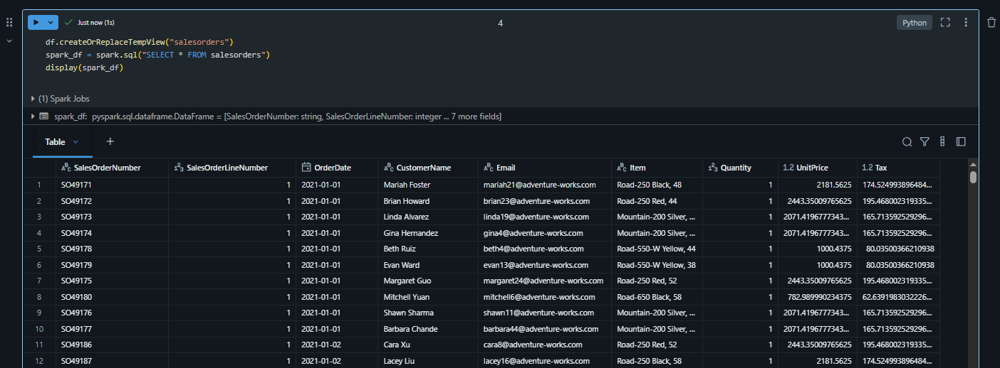 Just now (1s)
4
Python
df.createOrReplaceTempView("salesorders")
spark_df = spark.sql("SELECT * FROM salesorders")
display(spark_df)
(1) Spark Jobs
spark_df: pyspark.sql.dataframe.DataFrame = [SalesOrderNumber: string, SalesOrderLineNumber: integer ... 7 more fields]
Table +
ABC SalesOrderNumber 123 SalesOrderLineNumber OrderDate ABC CustomerName ABC Email ABC Item 123 Quantity 1.2 UnitPrice 1.2 Tax
1 SO49171 1 2021-01-01 Mariah Foster mariah21@adventure-works.com Road-250 Black, 48 1 2181.5625 174.524993896484...
2 SO49172 1 2021-01-01 Brian Howard brian23@adventure-works.com Road-250 Red, 44 1 2443.35009765625 195.468002319335...
3 SO49173 1 2021-01-01 Linda Alvarez linda19@adventure-works.com Mountain-200 Silver, ... 1 2071.4196777343... 165.713592529296...
4 SO49174 1 2021-01-01 Gina Hernandez gina4@adventure-works.com Mountain-200 Silver, ... 1 2071.4196777343... 165.713592529296...
5 SO49178 1 2021-01-01 Beth Ruiz beth4@adventure-works.com Road-550-W Yellow, 44 1 1000.4375 80.03500366210938
6 SO49179 1 2021-01-01 Evan Ward evan13@adventure-works.com Road-550-W Yellow, 38 1 1000.4375 80.03500366210938
7 SO49175 1 2021-01-01 Margaret Guo margaret24@adventure-works.com Road-250 Red, 52 1 2443.35009765625 195.468002319335...
8 SO49180 1 2021-01-01 Mitchell Yuan mitchell6@adventure-works.com Road-650 Black, 58 1 782.989990234375 62.6391983032226...
9 SO49176 1 2021-01-01 Shawn Sharma shawn11@adventure-works.com Mountain-200 Silver, ... 1 2071.4196777343... 165.713592529296...
10 SO49177 1 2021-01-01 Barbara Chande barbara44@adventure-works.com Mountain-200 Silver, ... 1 2071.4196777343... 165.713592529296...
11 SO49186 1 2021-01-02 Cara Xu cara8@adventure-works.com Road-250 Red, 52 1 2443.35009765625 195.468002319335...
12 SO49187 1 2021-01-02 Lacey Liu lacey16@adventure-works.com Road-250 Black, 58 1 2181.5625 174.524993896484...